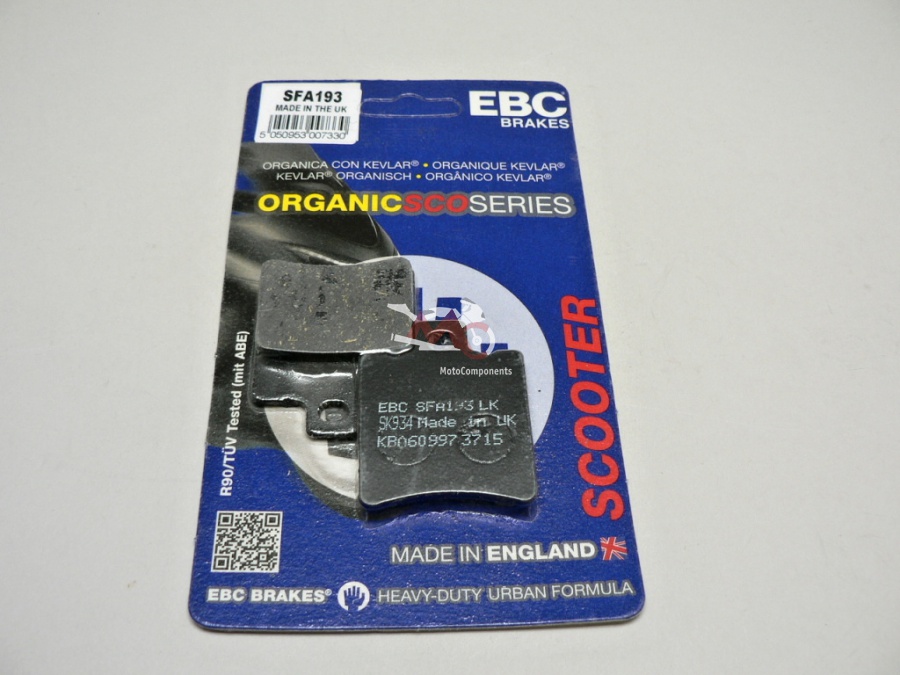 SFA193
MADE IN THE UK
5 050953 007330
EBC
BRAKES
ORGANICA CON KEVLAR® • ORGANIQUE KEVLAR®
KEVLAR® ORGANISCH • ORGÂNICO KEVLAR®
ORGANICSCOSERIES
R90/TÜV Tested (mit ABE)
SCOOTER
MC
MotoComponents
EBC SFA193 LK
SK934 Made in UK
KBA60997 3715
MADE IN ENGLAND
EBC BRAKES® HEAVY-DUTY URBAN FORMULA